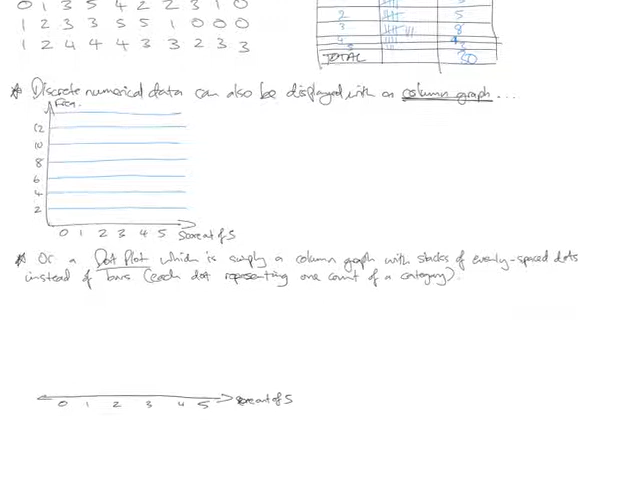 0 1 3 5 4 2 2 3 1 0
1 2 3 3 5 5 1 0 0 0
1 2 4 4 4 3 3 2 3 3
2 5
3 8
4
5 3
TOTAL 30
* Discrete numerical data can also be displayed with an column graph...
Fren.
12
10
8
6
4
2
0 1 2 3 4 5 Score out of 5
* Or a Dot Plot which is simply a column graph with stacks of evenly-spaced dots
instead of bars (each dot representing one count of a category).
0 1 2 3 4 5 Score out of 5